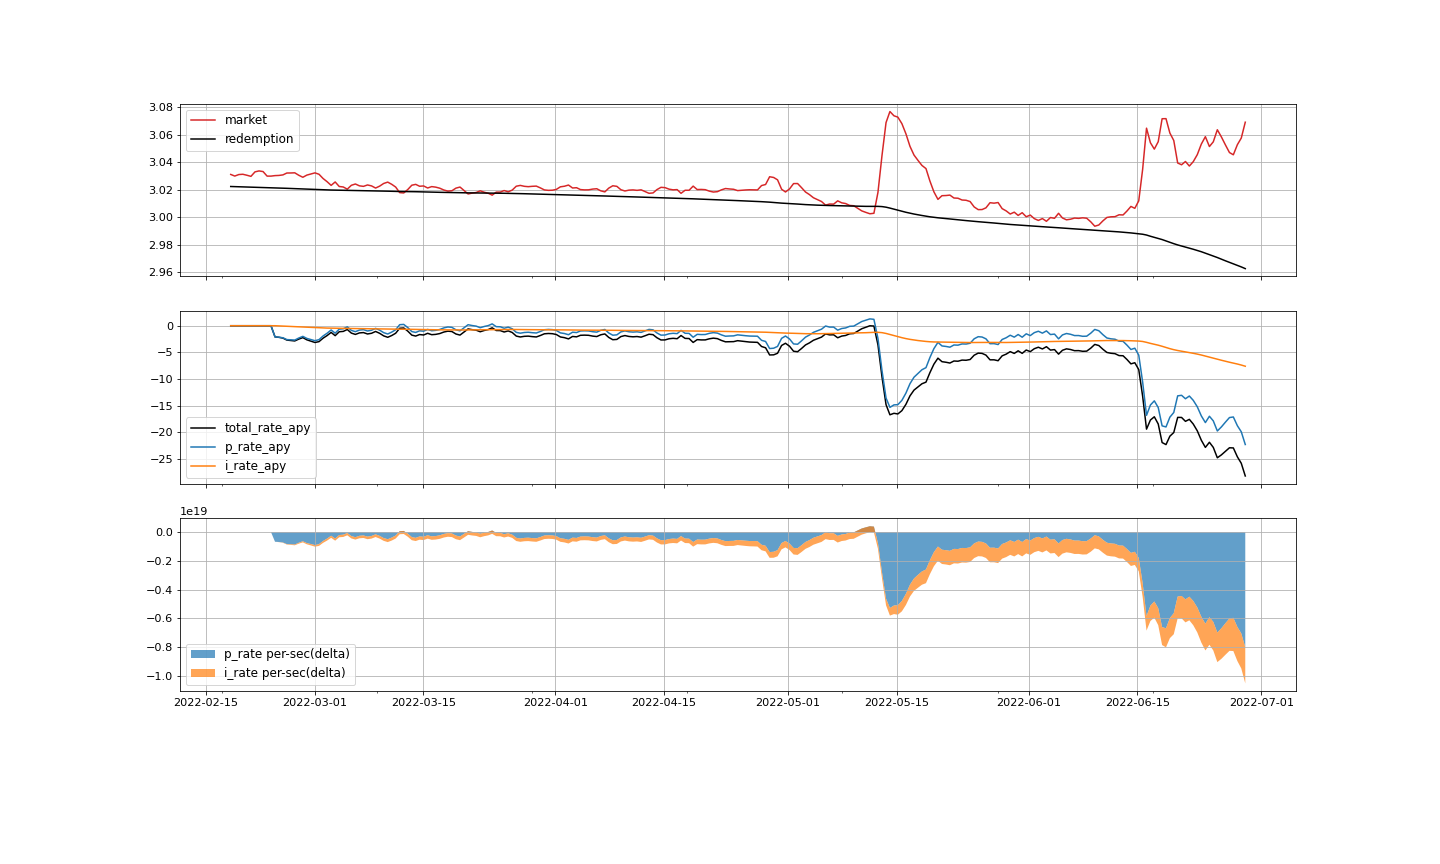 3.08
3.06
3.04
3.02
3.00
2.98
2.96
market
redemption
0
−5
−10
−15
−20
−25
total_rate_apy
p_rate_apy
i_rate_apy
1e19
0.0
−0.2
−0.4
−0.6
−0.8
−1.0
p_rate per-sec(delta)
i_rate per-sec(delta)
2022-02-15 2022-03-01 2022-03-15 2022-04-01 2022-04-15 2022-05-01 2022-05-15 2022-06-01 2022-06-15 2022-07-01